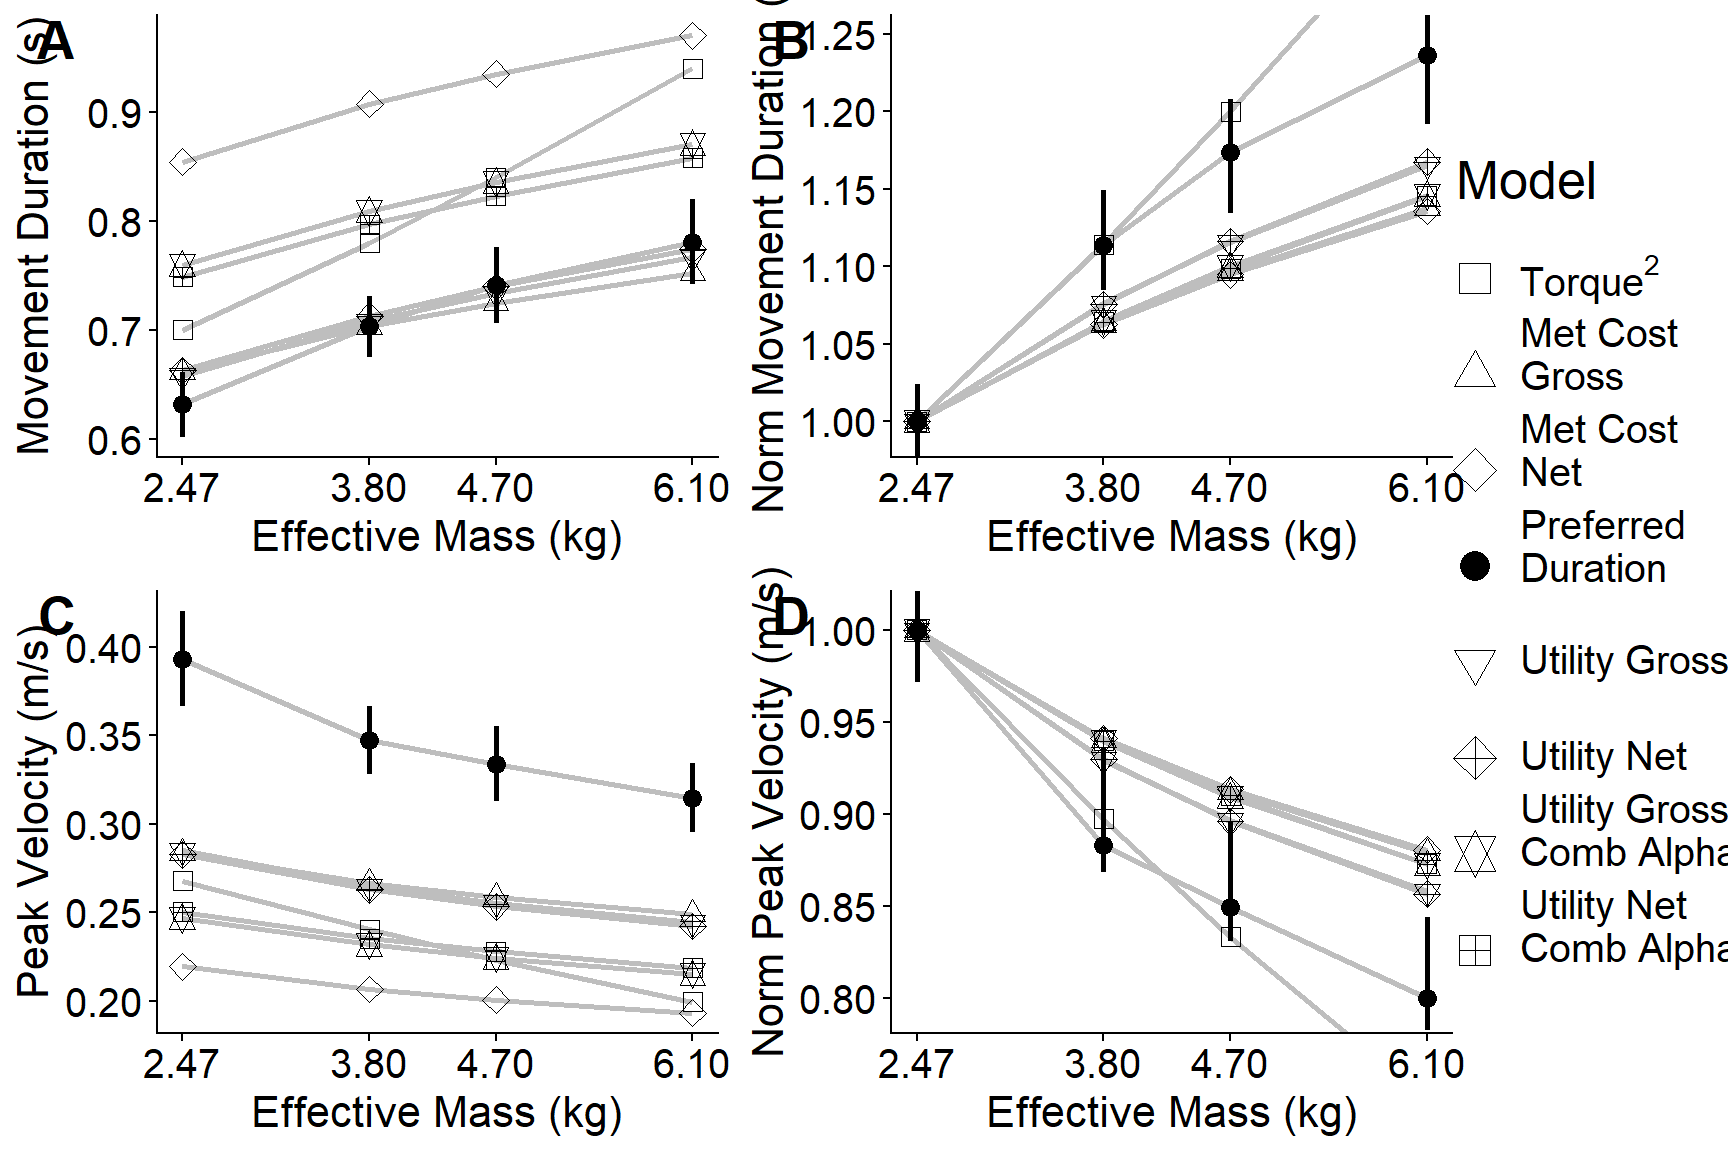 A
Movement Duration (s)
0.9
0.8
0.7
0.6
2.47 3.80 4.70 6.10
Effective Mass (kg)
B
Norm Movement Duration (
1.25
1.20
1.15
1.10
1.05
1.00
2.47 3.80 4.70 6.10
Effective Mass (kg)
C
Peak Velocity (m/s)
0.40
0.35
0.30
0.25
0.20
2.47 3.80 4.70 6.10
Effective Mass (kg)
D
Norm Peak Velocity (m/s)
1.00
0.95
0.90
0.85
0.80
2.47 3.80 4.70 6.10
Effective Mass (kg)
Model
Torque²
Met Cost
Gross
Met Cost
Net
Preferred
Duration
Utility Gross
Utility Net
Utility Gross
Comb Alpha
Utility Net
Comb Alpha